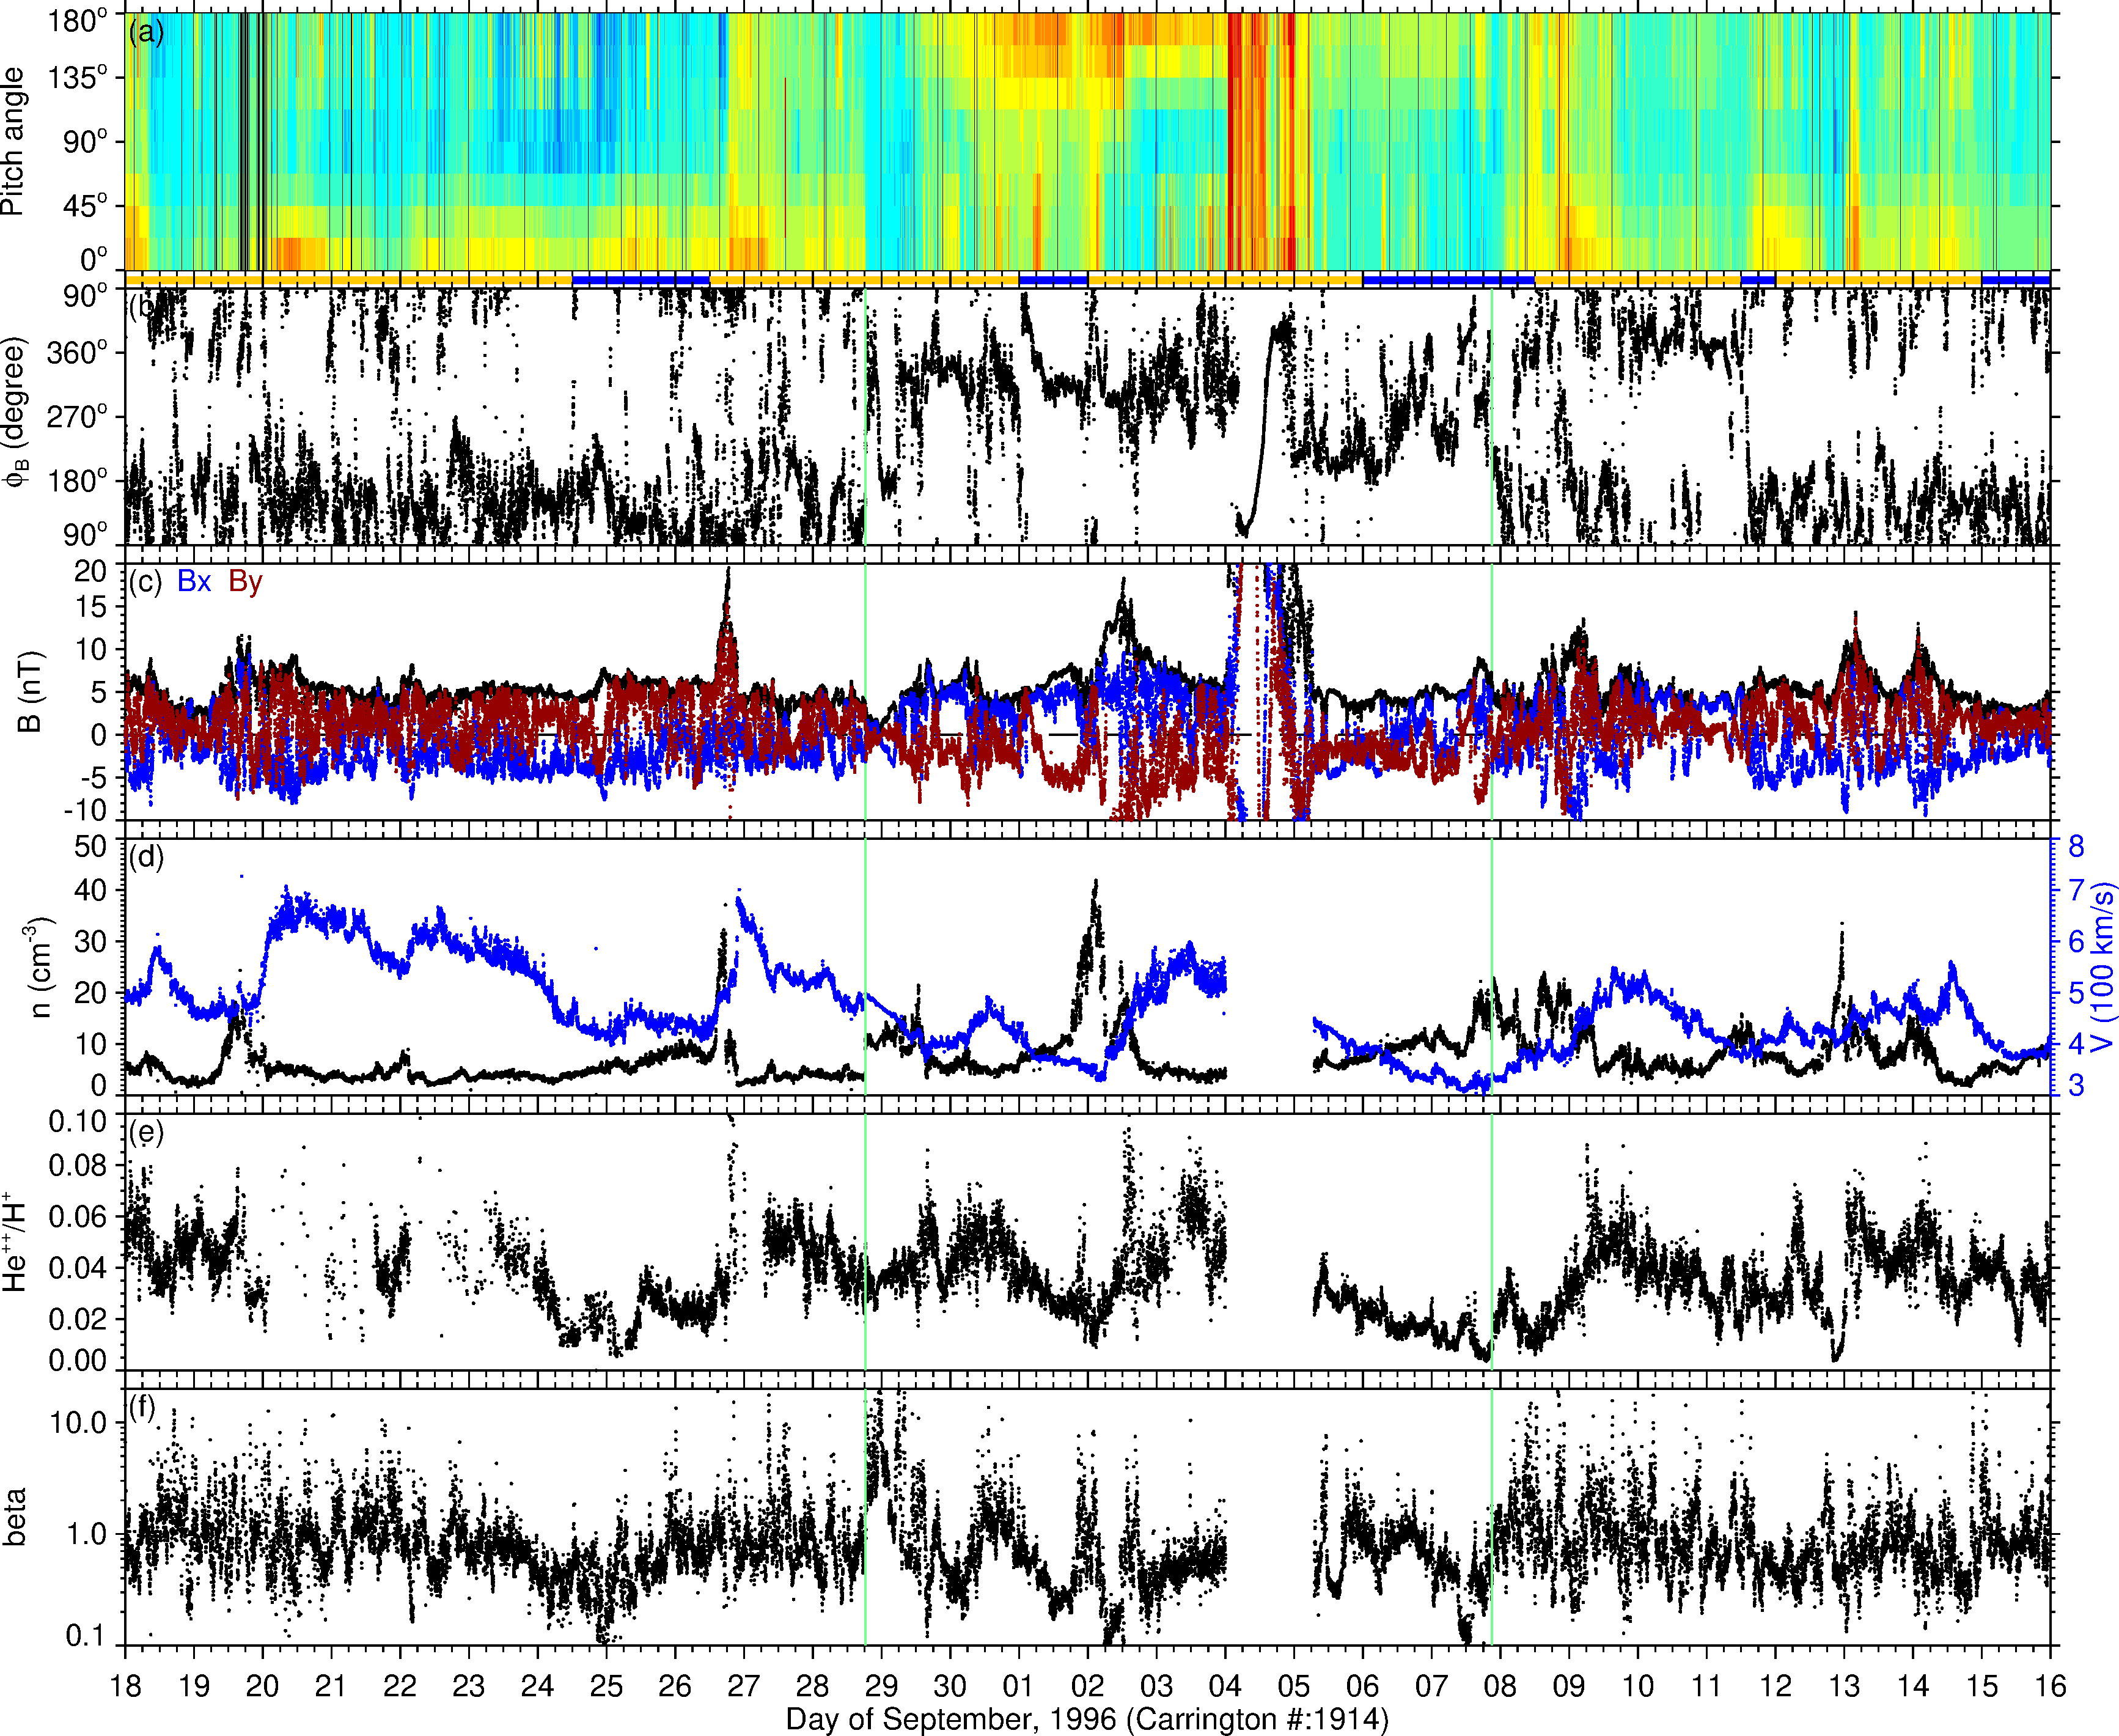 (a)
Pitch angle
180°
135°
90°
45°
0°
(b)
ϕB (degree)
90°
360°
270°
180°
90°
(c) Bx By
B (nT)
20
15
10
5
0
-5
-10
(d)
n (cm-3)
50
40
30
20
10
0
V (100 km/s)
8
7
6
5
4
3
(e)
He++/H+
0.10
0.08
0.06
0.04
0.02
0.00
(f)
beta
10.0
1.0
0.1
18 19 20 21 22 23 24 25 26 27 28 29 30 01 02 03 04 05 06 07 08 09 10 11 12 13 14 15 16
Day of September, 1996 (Carrington #:1914)